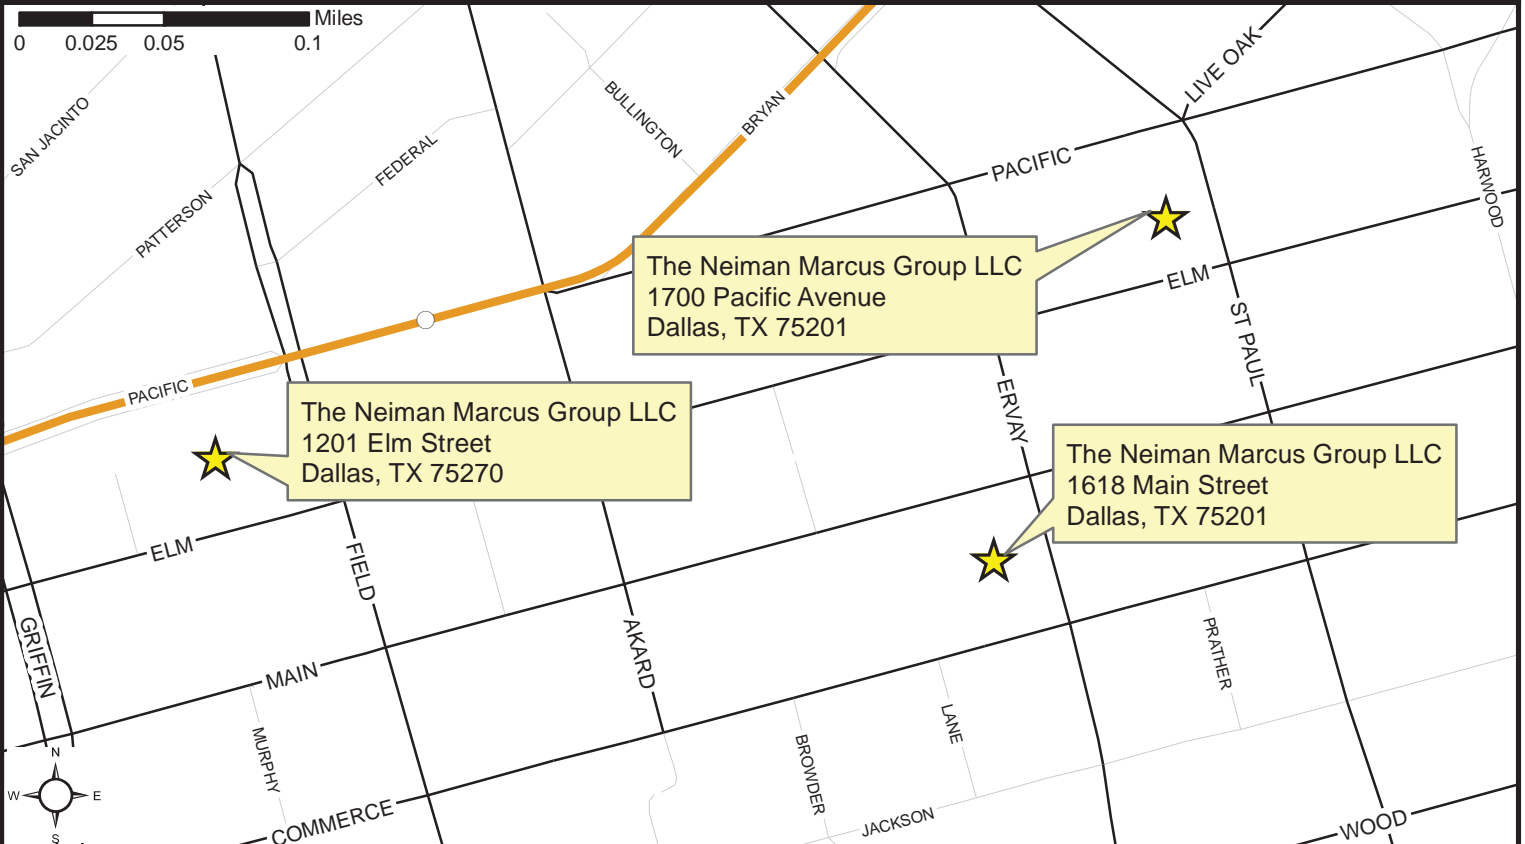 Miles
0 0.025 0.05 0.1
SAN JACINTO
PATTERSON
FEDERAL
BULLINGTON
BRYAN
LIVE OAK
PACIFIC
HARWOOD
The Neiman Marcus Group LLC
1700 Pacific Avenue
Dallas, TX 75201
ELM
ST PAUL
PACIFIC
The Neiman Marcus Group LLC
1201 Elm Street
Dallas, TX 75270
ERVAY
The Neiman Marcus Group LLC
1618 Main Street
Dallas, TX 75201
ELM
FIELD
GRIFFIN
MAIN
AKARD
PRATHER
MURPHY
BROWDER
LANE
N
W E
S
COMMERCE
JACKSON
WOOD